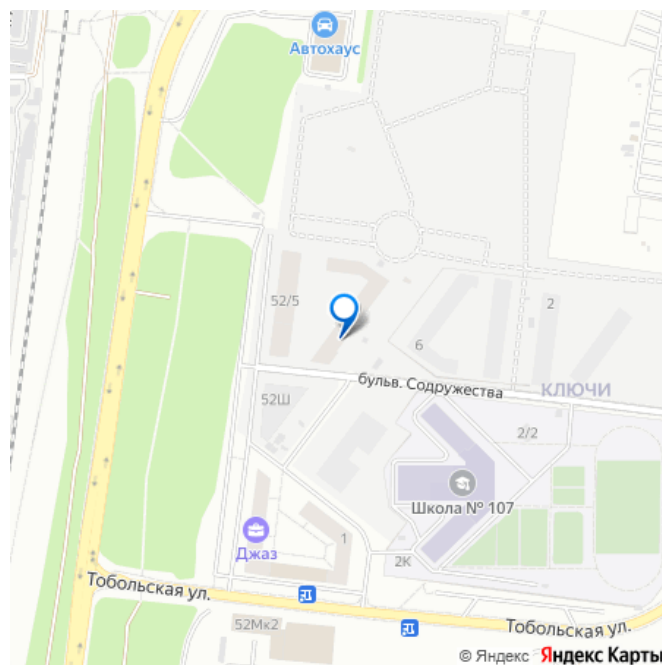 Автохаус
52/5
2
6
бульв. Содружества
КЛЮЧИ
52Ш
2/2
Школа № 107
Джаз
1
2К
Тобольская ул.
52Мк2
Тобольская ул.
© Яндекс Яндекс Карты